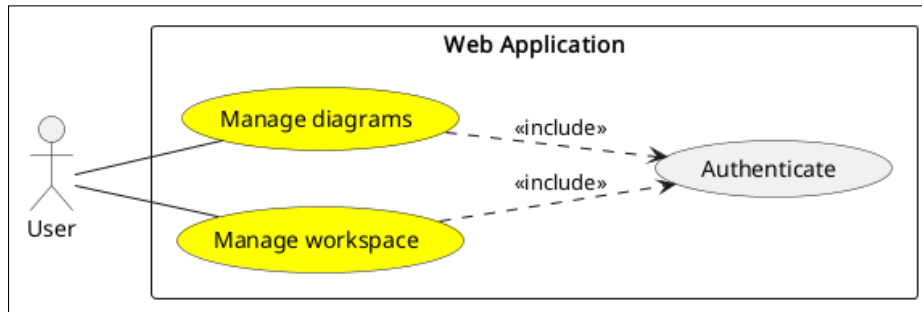 Web Application
Manage diagrams
«include»
Authenticate
«include»
User
Manage workspace